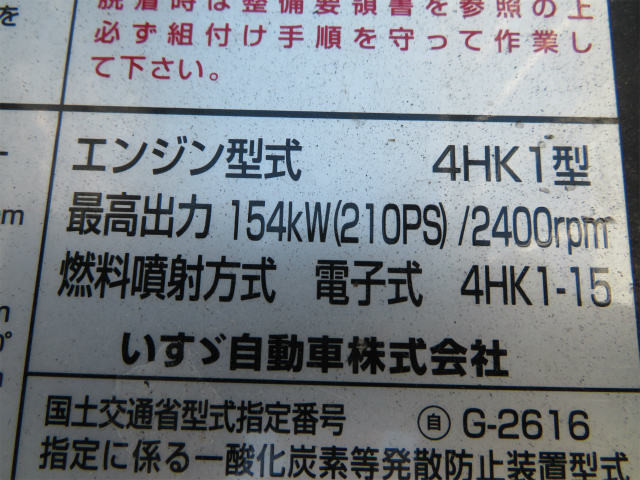 を
脱着時は整備要領書を参照の上
必ず組付け手順を守って作業し
て下さい。
エンジン型式 4HK1型
最高出力 154kW(210PS) /2400rpm
燃料噴射方式 電子式 4HK1-15
いすゞ自動車株式会社
国土交通省型式指定番号 自 G-2616
指定に係る一酸化炭素等発散防止装置型式